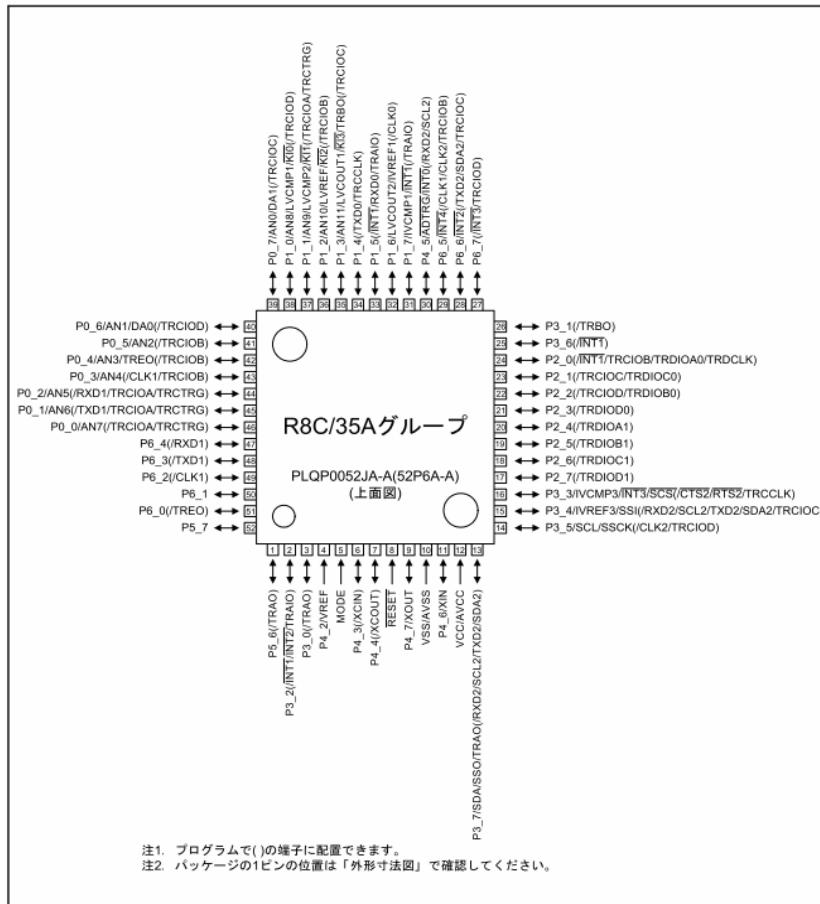 P0_7/AN0/DA1(/TRCIOC)
P1_0/AN8/LVCMP1/KI0(/TRCIOD)
P1_1/AN9/LVCMP2/KI1(/TRCIOA/TRCTRG)
P1_2/AN10/LVREF/KI2(/TRCIOB)
P1_3/AN11/LVCOUT1/KI3/TRBO(/TRCIOC)
P1_4(/TXD0/TRCCLK)
P1_5(/INT1/RXD0/TRAIO)
P1_6/LVCOUT2/IVREF1(/CLK0)
P1_7/IVCMP1/INT1(/TRAIO)
P4_5/ADTRG/INT0(/RXD2/SCL2)
P6_5/INT4(/CLK1/CLK2/TRCIOB)
P6_6/INT2(/TXD2/SDA2/TRCIOC)
P6_7(/INT3/TRCIOD)
39 38 37 36 35 34 33 32 31 30 29 28 27
P0_6/AN1/DA0(/TRCIOD) 40
P0_5/AN2(/TRCIOB) 41
P0_4/AN3/TREO(/TRCIOB) 42
P0_3/AN4(/CLK1/TRCIOB) 43
P0_2/AN5(/RXD1/TRCIOA/TRCTRG) 44
P0_1/AN6(/TXD1/TRCIOA/TRCTRG) 45
P0_0/AN7(/TRCIOA/TRCTRG) 46
P6_4(/RXD1) 47
P6_3(/TXD1) 48
P6_2(/CLK1) 49
P6_1 50
P6_0(/TREO) 51
P5_7 52
R8C/35Aグループ
PLQP0052JA-A(52P6A-A)
(上面図)
26 P3_1(/TRBO)
25 P3_6(/INT1)
24 P2_0(/INT1/TRCIOB/TRDIOA0/TRDCLK)
23 P2_1(/TRCIOC/TRDIOC0)
22 P2_2(/TRCIOD/TRDIOB0)
21 P2_3(/TRDIOD0)
20 P2_4(/TRDIOA1)
19 P2_5(/TRDIOB1)
18 P2_6(/TRDIOC1)
17 P2_7(/TRDIOD1)
16 P3_3/IVCMP3/INT3/SCS(/CTS2/RTS2/TRCCLK)
15 P3_4/IVREF3/SSI(/RXD2/SCL2/TXD2/SDA2/TRCIOC
14 P3_5/SCL/SSCK(/CLK2/TRCIOD)
1 2 3 4 5 6 7 8 9 10 11 12 13
P5_6(/TRAO)
P3_2(/INT1/INT2/TRAIO)
P3_0(/TRAO)
P4_2/VREF
MODE
P4_3(/XCIN)
P4_4(/XCOUT)
RESET
P4_7/XOUT
VSS/AVSS
P4_6/XIN
VCC/AVCC
P3_7/SDA/SSO/TRAO(/RXD2/SCL2/TXD2/SDA2)
注1. プログラムで( )の端子に配置できます。
注2. パッケージの1ピンの位置は「外形寸法図」で確認してください。